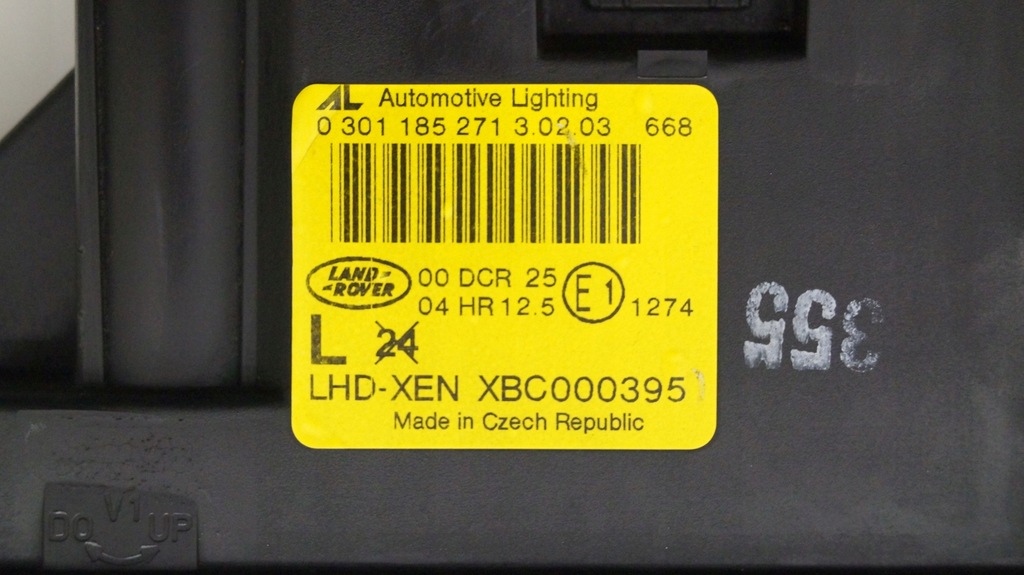 AL Automotive Lighting
0 301 185 271 3.02.03 668
LAND-
-ROVER
00 DCR 25
04 HR 12.5
E1
1274
L 24
LHD-XEN XBC000395
Made in Czech Republic
355
V1
DO UP